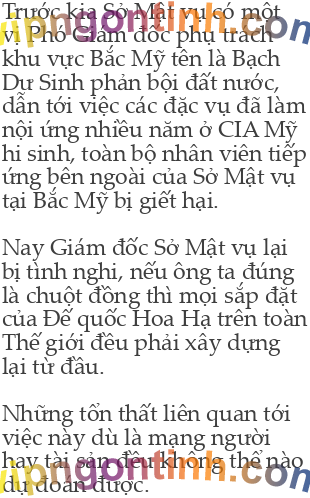 Trước kia Sở Mật vụ có một
vị Phó Giám đốc phụ trách
khu vực Bắc Mỹ tên là Bạch
Dự Sinh phản bội đất nước,
dẫn tới việc các đặc vụ đã làm
nội ứng nhiều năm ở CIA Mỹ
hi sinh, toàn bộ nhân viên tiếp
ứng bên ngoài của Sở Mật vụ
tại Bắc Mỹ bị giết hại.
Nay Giám đốc Sở Mật vụ lại
bị tình nghi, nếu ông ta đúng
là chuột đồng thì mọi sắp đặt
của Đế quốc Hoa Hạ trên toàn
Thế giới đều phải xây dựng
lại từ đầu.
Những tổn thất liên quan tới
việc này dù là mạng người
hay tài sản đều không thể nào
dự đoán được.
vipngontinh.com
vipngontinh.com